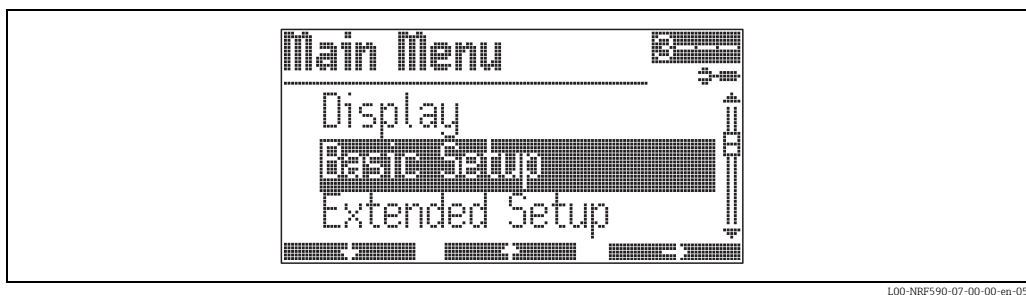 Main Menu
Display
Basic Setup
Extended Setup
L00-NRF590-07-00-00-en-05